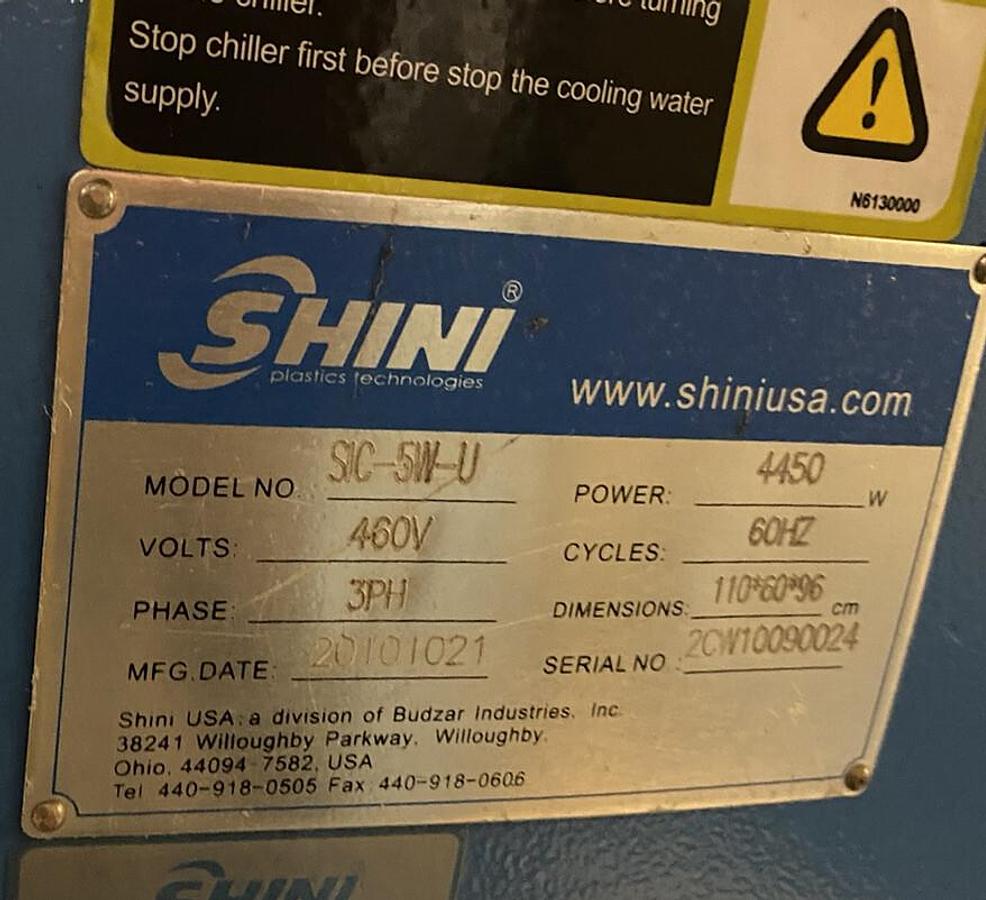 chiller.
turning
Stop chiller first before stop the cooling water
supply.
N6130000
SHINI®
plastics technologies
www.shiniusa.com
MODEL NO. SIC-5W-U
POWER: 4450 W
VOLTS: 460V
CYCLES: 60HZ
PHASE: 3PH
DIMENSIONS: 110*60*96 cm
MFG.DATE: 20101021
SERIAL NO.: 2CW10090024
Shini USA: a division of Budzar Industries, Inc.
38241 Willoughby Parkway, Willoughby,
Ohio, 44094-7582, USA
Tel 440-918-0505 Fax 440-918-0606
SHINI